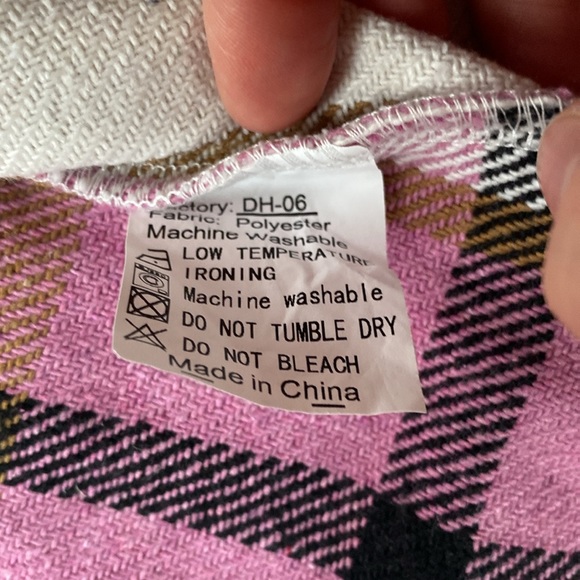 ctory: DH-06
Fabric: Polyester
Machine Washable
LOW TEMPERATURE
IRONING
Machine washable
DO NOT TUMBLE DRY
DO NOT BLEACH
Made in China